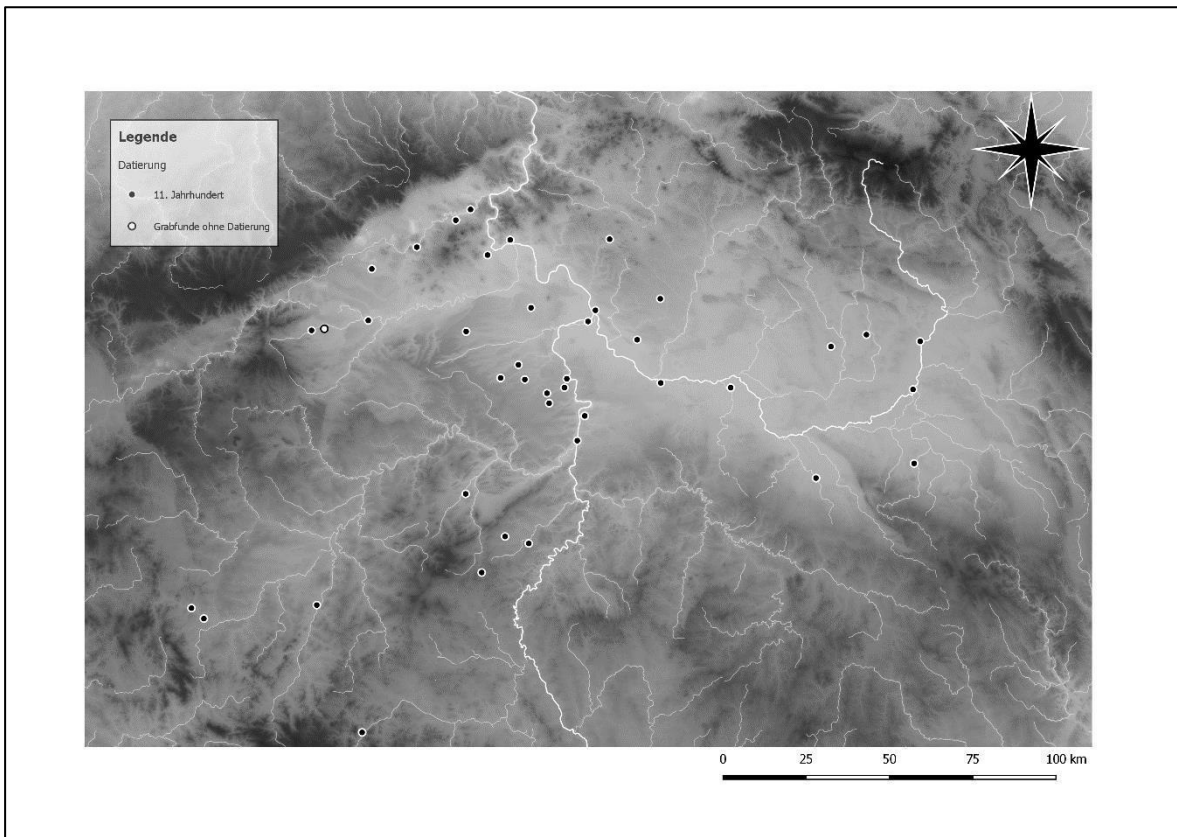 Legende
Datierung
11. Jahrhundert
Grabfunde ohne Datierung
0 25 50 75 100 km